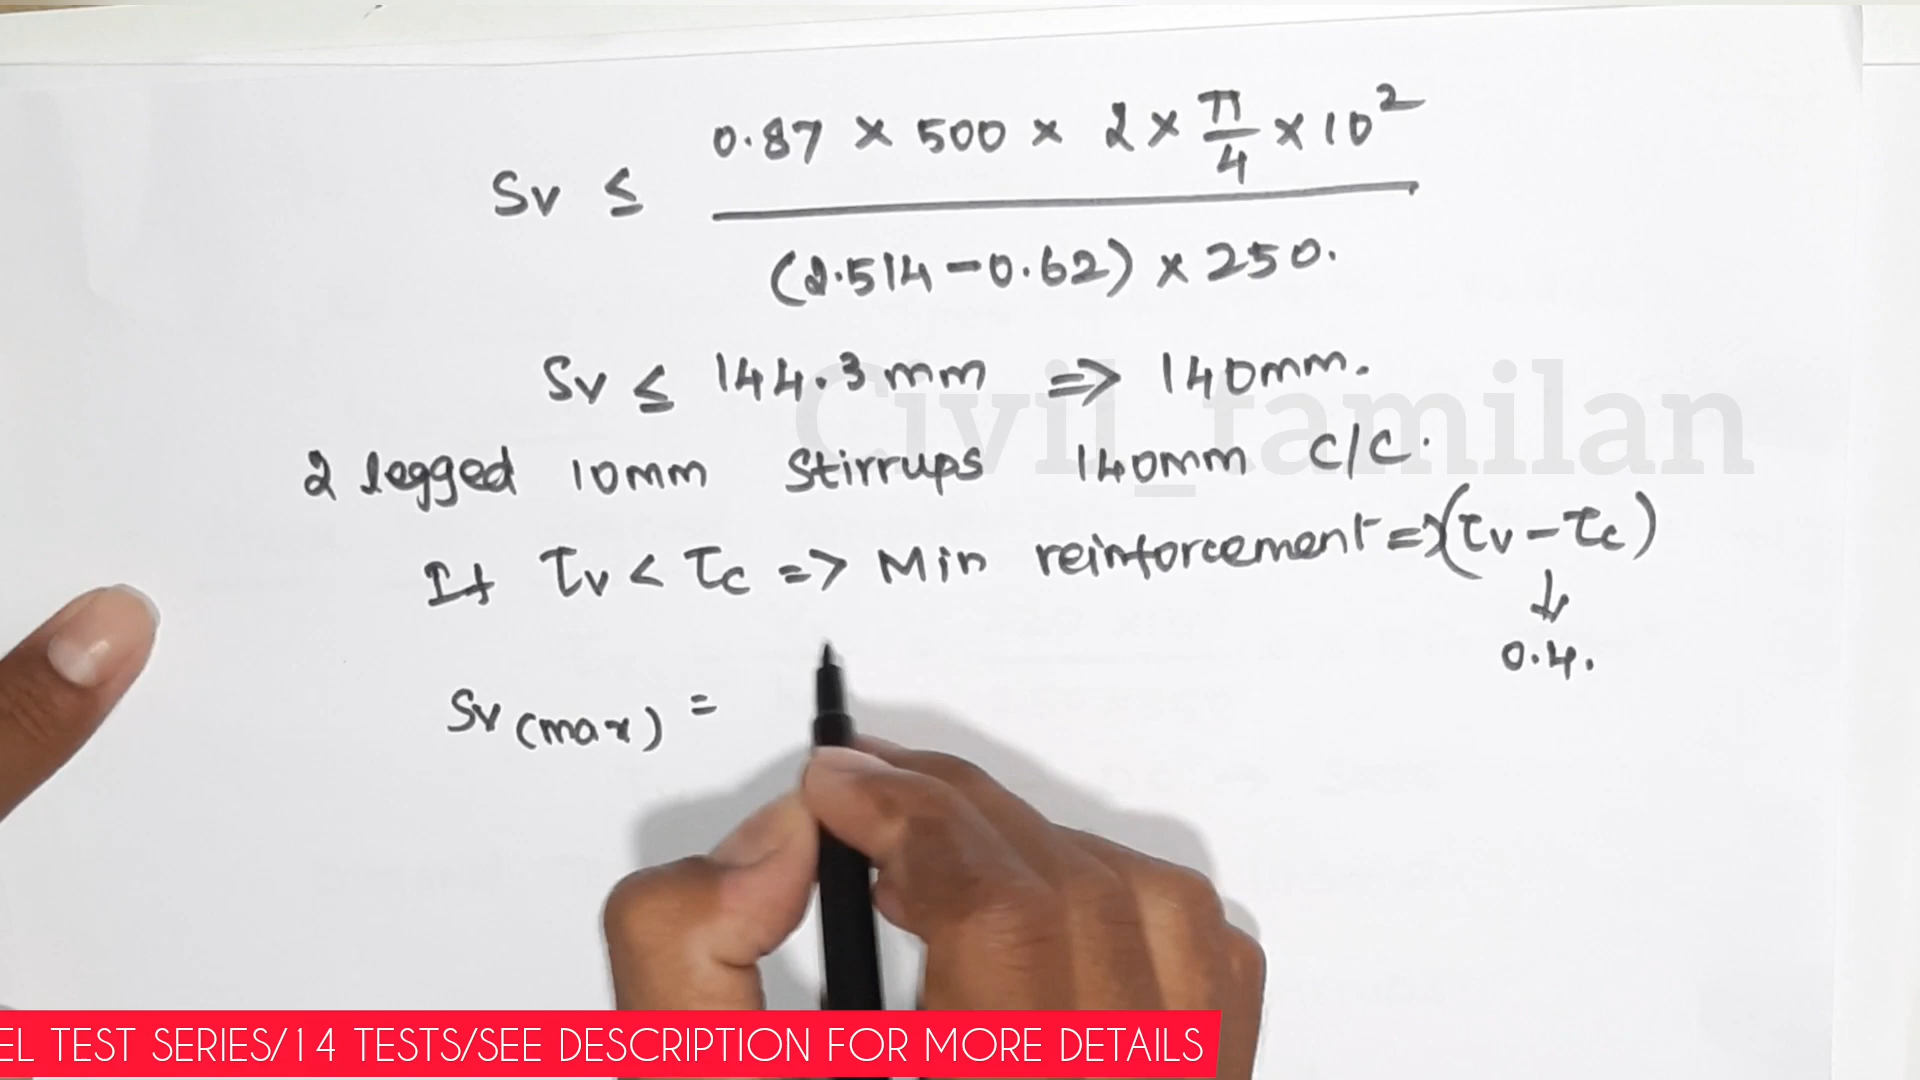 Sv ≤ 0.87 × 500 × 2 × π/4 × 10² / (2.514 - 0.62) × 250.
Sv ≤ 144.3 mm => 140mm.
Civil_tamilan
2 legged 10mm Stirrups 140mm c/c.
If τv < τc => Min reinforcement => (τv - τc)
↓
0.4.
Sv (max) =
EL TEST SERIES/14 TESTS/SEE DESCRIPTION FOR MORE DETAILS